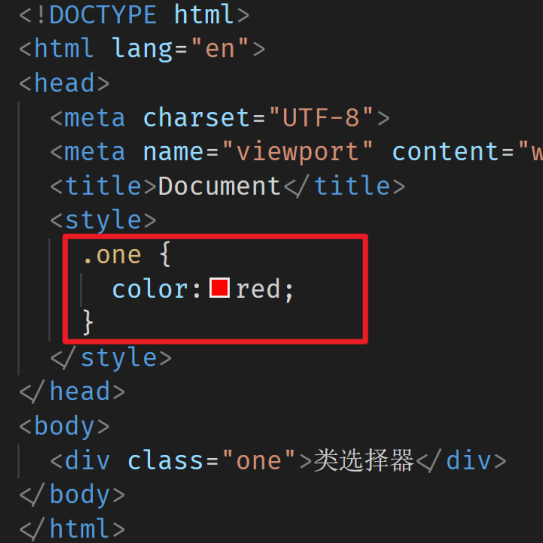 <!DOCTYPE html>
<html lang="en">
<head>
<meta charset="UTF-8">
<meta name="viewport" content="w
<title>Document</title>
<style>
.one {
color: red;
}
</style>
</head>
<body>
<div class="one">类选择器</div>
</body>
</html>